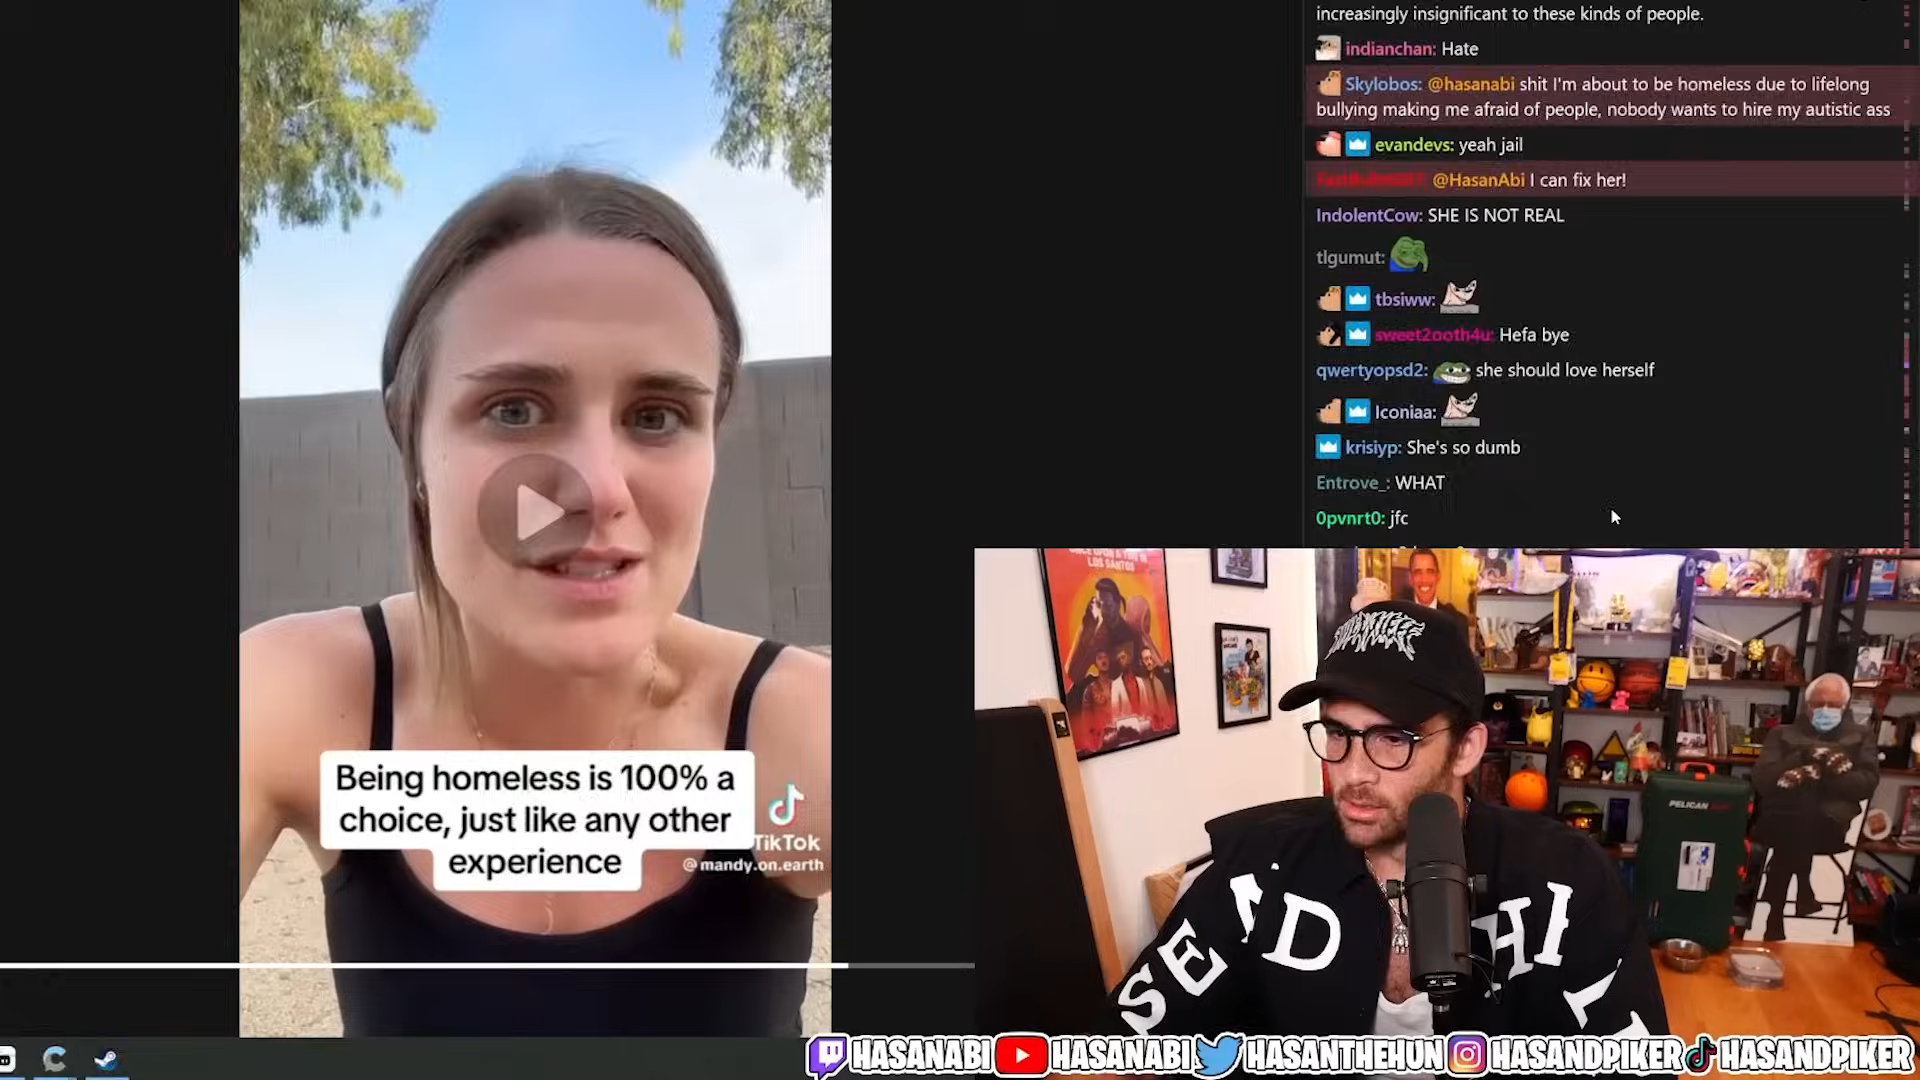 increasingly insignificant to these kinds of people.
indianchan: Hate
Skylobos: @hasanabi shit I'm about to be homeless due to lifelong
bullying making me afraid of people, nobody wants to hire my autistic ass
evandevs: yeah jail
@HasanAbi I can fix her!
IndolentCow: SHE IS NOT REAL
tlgumut:
tbsiww:
sweet2ooth4u: Hefa bye
qwertyopsd2: she should love herself
Iconiaa:
krisiyp: She's so dumb
Entrove_: WHAT
0pvnrt0: jfc
Being homeless is 100% a
choice, just like any other
experience
TikTok
@mandy.on.earth
LOS SANTOS
PELICAN
SEND
HASANABI HASANABI HASANTHEHUN HASANDPIKER HASANDPIKER